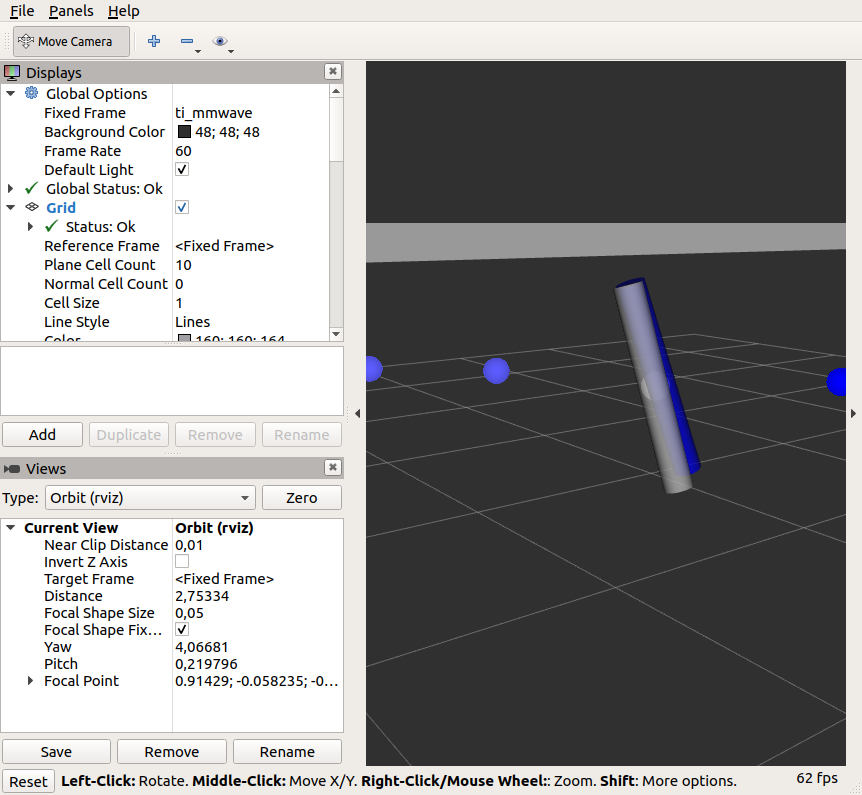 File Panels Help
Move Camera
Displays
Global Options
Fixed Frame ti_mmwave
Background Color 48; 48; 48
Frame Rate 60
Default Light
Global Status: Ok
Grid
Status: Ok
Reference Frame <Fixed Frame>
Plane Cell Count 10
Normal Cell Count 0
Cell Size 1
Line Style Lines
Color 160; 160; 164
Add Duplicate Remove Rename
Views
Type: Orbit (rviz) Zero
Current View Orbit (rviz)
Near Clip Distance 0,01
Invert Z Axis
Target Frame <Fixed Frame>
Distance 2,75334
Focal Shape Size 0,05
Focal Shape Fix...
Yaw 4,06681
Pitch 0,219796
Focal Point 0.91429; -0.058235; -0...
Save Remove Rename
Reset Left-Click: Rotate. Middle-Click: Move X/Y. Right-Click/Mouse Wheel:: Zoom. Shift: More options. 62 fps